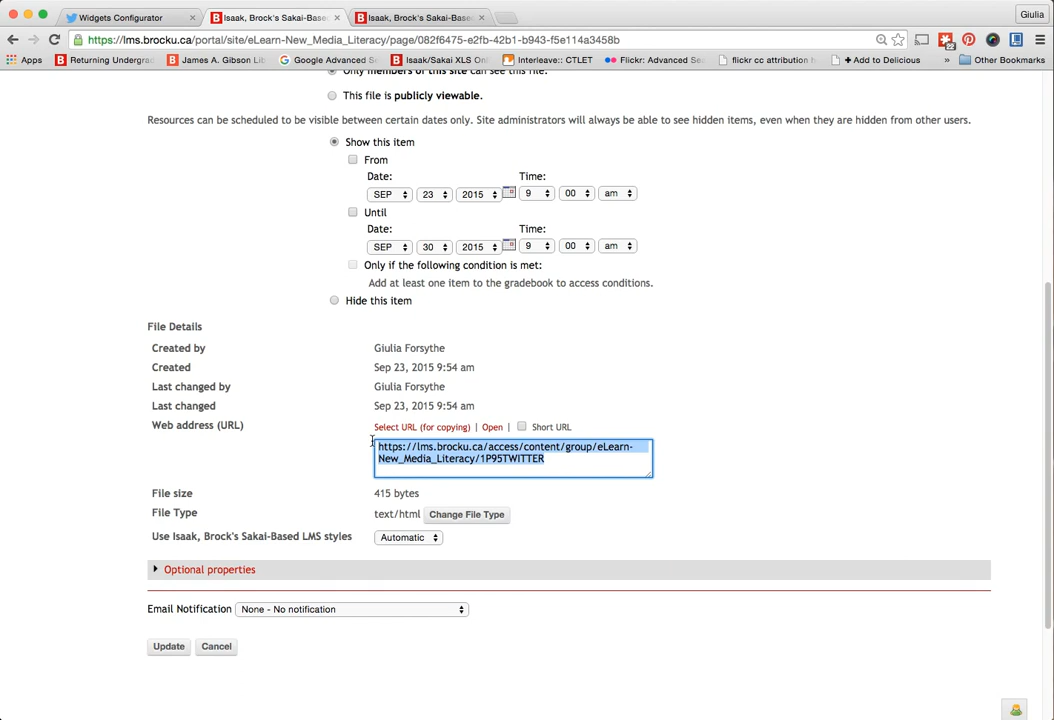 Widgets Configurator
Isaak, Brock's Sakai-Base
Isaak, Brock's Sakai-Base
Giulia
https://lms.brocku.ca/portal/site/eLearn-New_Media_Literacy/page/082f6475-e2fb-42b1-b943-f5e114a3458b
Apps
Returning Undergra
James A. Gibson Li
Google Advanced S
Isaak/Sakai XLS On
Interleave:: CTLET
Flickr: Advanced Se
flickr cc attribution
+ Add to Delicious
»
Other Bookmarks
Only members of this site can see this file.
This file is publicly viewable.
Resources can be scheduled to be visible between certain dates only. Site administrators will always be able to see hidden items, even when they are hidden from other users.
Show this item
From
Date: Time:
SEP 23 2015 9 00 am
Until
Date: Time:
SEP 30 2015 9 00 am
Only if the following condition is met:
Add at least one item to the gradebook to access conditions.
Hide this item
File Details
Created by Giulia Forsythe
Created Sep 23, 2015 9:54 am
Last changed by Giulia Forsythe
Last changed Sep 23, 2015 9:54 am
Web address (URL) Select URL (for copying) | Open | Short URL
https://lms.brocku.ca/access/content/group/eLearn-
New_Media_Literacy/1P95TWITTER
File size 415 bytes
File Type text/html Change File Type
Use Isaak, Brock's Sakai-Based LMS styles Automatic
Optional properties
Email Notification None - No notification
Update Cancel